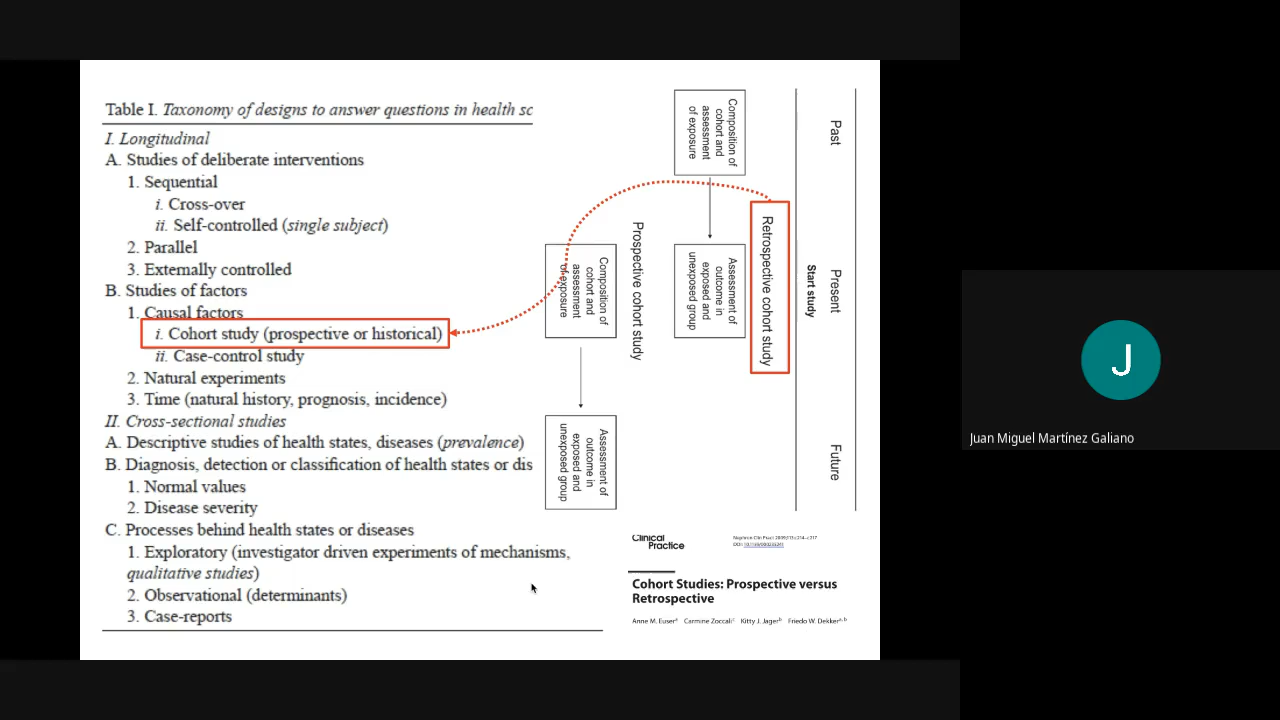 Table I. Taxonomy of designs to answer questions in health sc
I. Longitudinal
A. Studies of deliberate interventions
1. Sequential
i. Cross-over
ii. Self-controlled (single subject)
2. Parallel
3. Externally controlled
B. Studies of factors
1. Causal factors
i. Cohort study (prospective or historical)
ii. Case-control study
2. Natural experiments
3. Time (natural history, prognosis, incidence)
II. Cross-sectional studies
A. Descriptive studies of health states, diseases (prevalence)
B. Diagnosis, detection or classification of health states or dis
1. Normal values
2. Disease severity
C. Processes behind health states or diseases
1. Exploratory (investigator driven experiments of mechanisms,
qualitative studies)
2. Observational (determinants)
3. Case-reports
Past
Present
Future
Start study
Retrospective cohort study
Composition of
cohort and
assessment
of exposure
Assessment of
outcome in
exposed and
unexposed group
Prospective cohort study
Composition of
cohort and
assessment
of exposure
Assessment of
outcome in
exposed and
unexposed group
Clinical
Practice
Cohort Studies: Prospective versus
Retrospective
Anne M. Euser Carmine Zoccali Kitty J. Jager Friedo W. Dekker
J
Juan Miguel Martínez Galiano